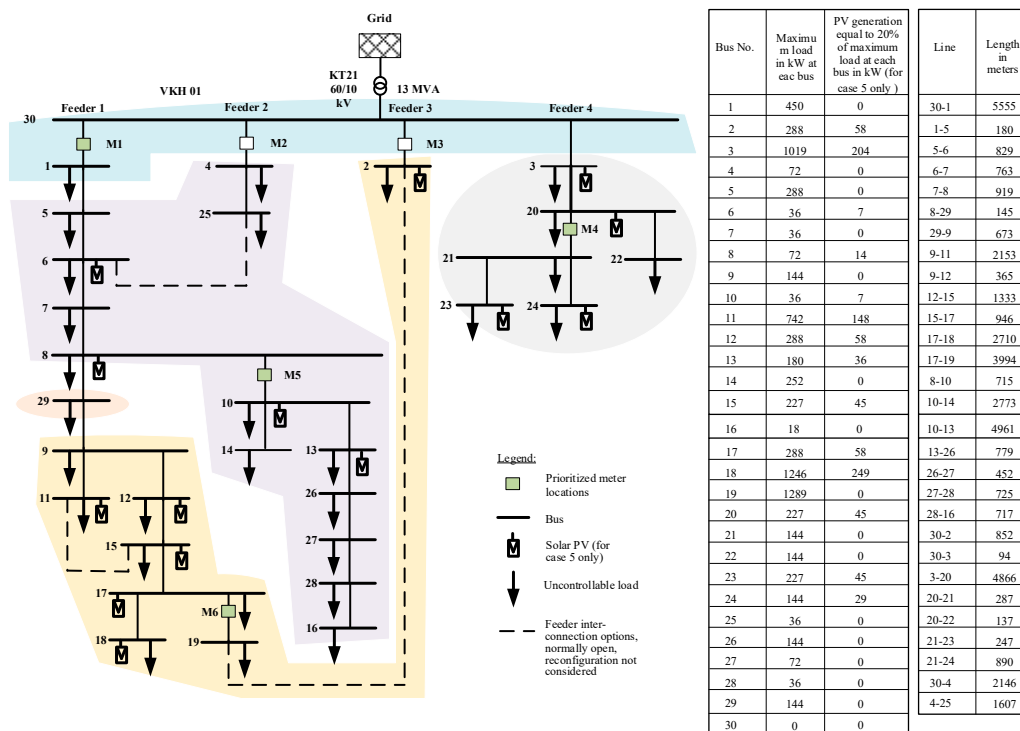 Grid
KT21
60/10
kV
13 MVA
VKH 01
Feeder 1
Feeder 2
Feeder 3
Feeder 4
30
M1
M2
M3
1
4
2
3
5
25
20
M4
6
21
22
7
23
24
8
M5
29
10
9
14
13
11
12
26
15
27
17
28
M6
18
19
16
Legend:
Prioritized meter
locations
Bus
Solar PV (for
case 5 only)
Uncontrollable load
Feeder inter-
connection options,
normally open,
reconfiguration not
considered
Bus No.
Maximu
m load
in kW at
eac bus
PV generation
equal to 20%
of maximum
load at each
bus in kW (for
case 5 only )
1 450 0
2 288 58
3 1019 204
4 72 0
5 288 0
6 36 7
7 36 0
8 72 14
9 144 0
10 36 7
11 742 148
12 288 58
13 180 36
14 252 0
15 227 45
16 18 0
17 288 58
18 1246 249
19 1289 0
20 227 45
21 144 0
22 144 0
23 227 45
24 144 29
25 36 0
26 144 0
27 72 0
28 36 0
29 144 0
30 0 0
Line
Length
in
meters
30-1 5555
1-5 180
5-6 829
6-7 763
7-8 919
8-29 145
29-9 673
9-11 2153
9-12 365
12-15 1333
15-17 946
17-18 2710
17-19 3994
8-10 715
10-14 2773
10-13 4961
13-26 779
26-27 452
27-28 725
28-16 717
30-2 852
30-3 94
3-20 4866
20-21 287
20-22 137
21-23 247
21-24 890
30-4 2146
4-25 1607